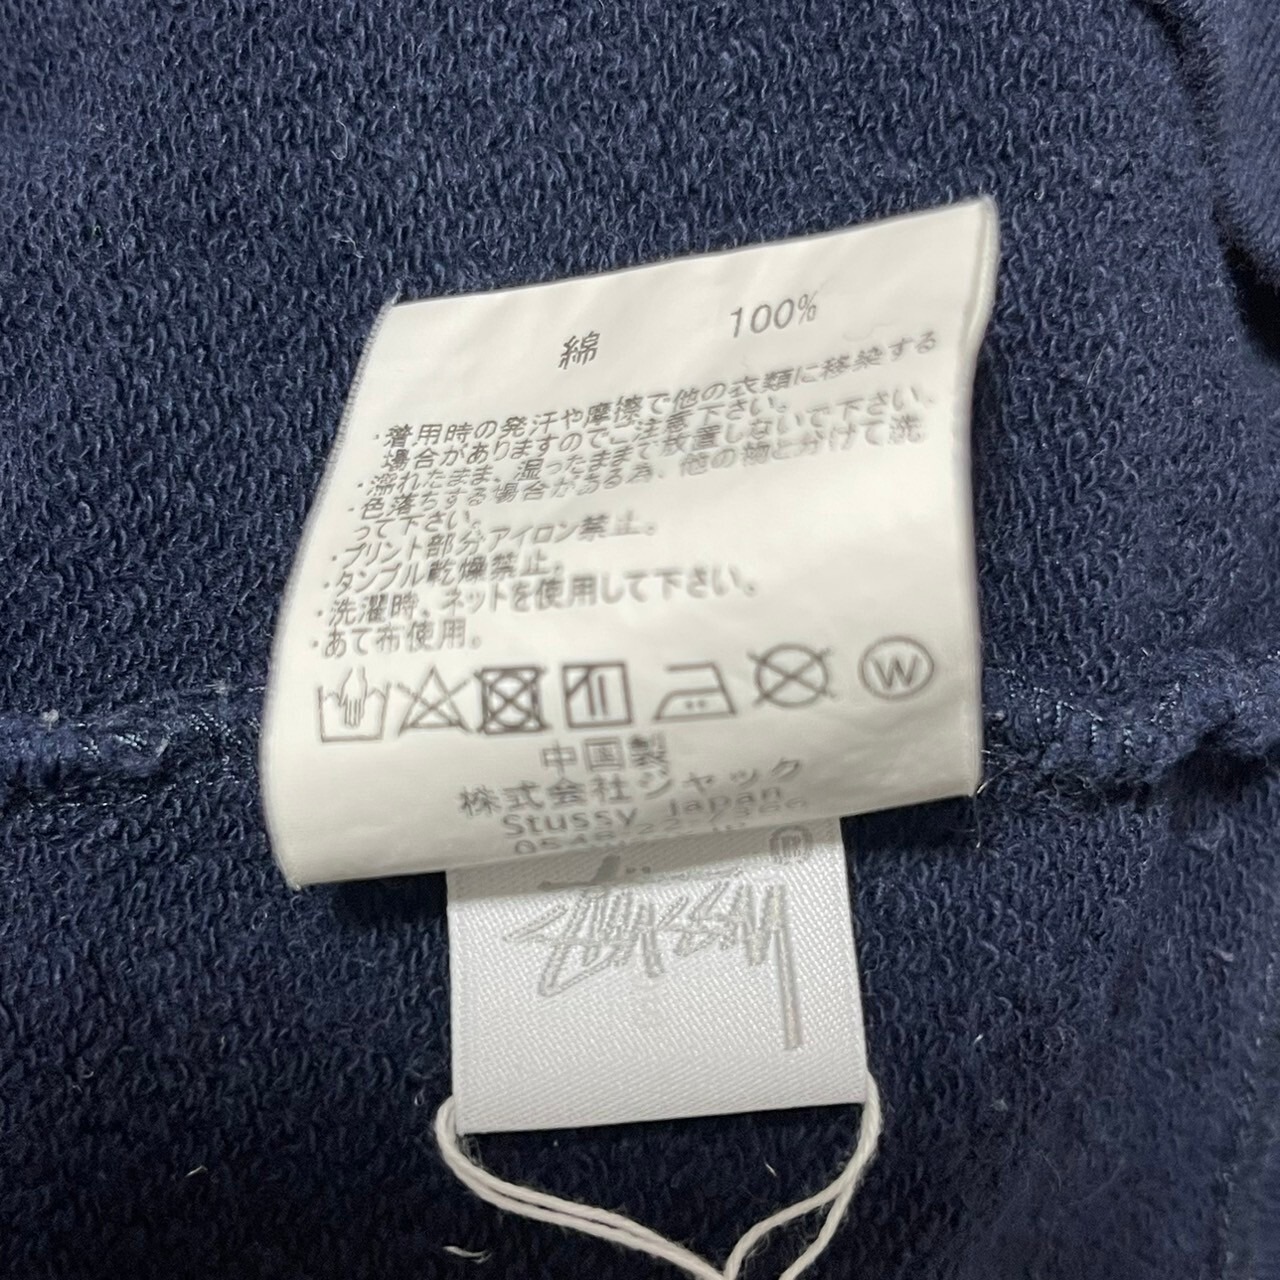 綿 100%
・着用時の発汗や摩擦で他の衣類に移染する
場合がありますのでご注意下さい。
・濡れたまま、湿ったままで放置しないで下さい、
・色落ちする場合がある為、他の物と分けて洗
って下さい。
・プリント部分アイロン禁止。
・タンブル乾燥禁止。
・洗濯時、ネットを使用して下さい。
・あて布使用。
W
中国製
株式会社ジャック
Stussy Japan